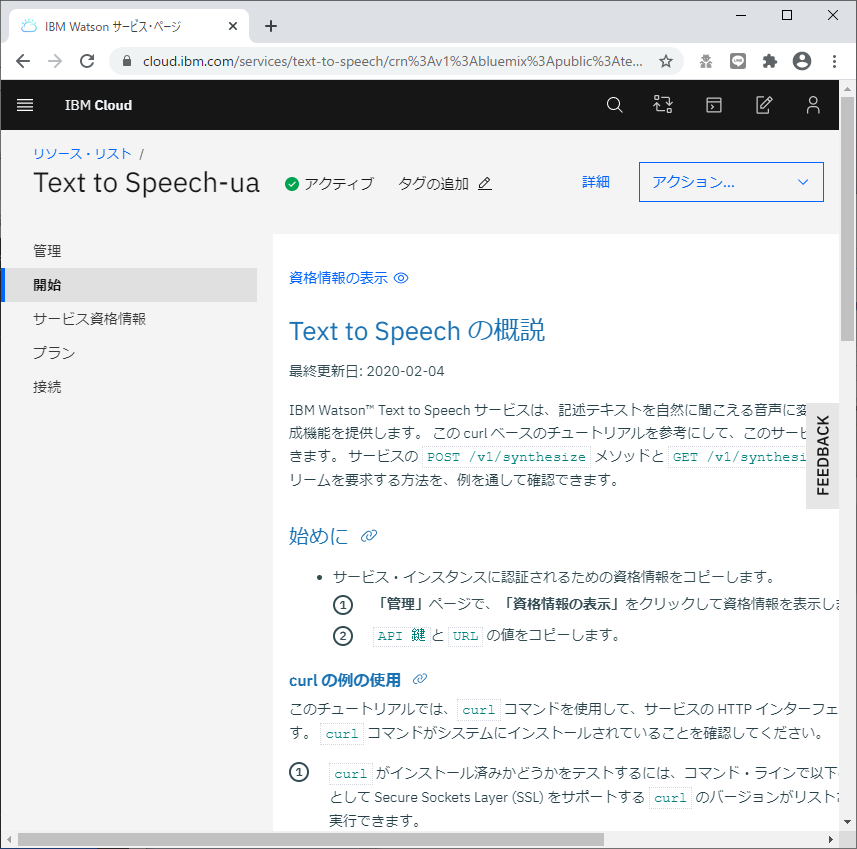 IBM Watson サービス・ページ
cloud.ibm.com/services/text-to-speech/crn%3Av1%3Abluemix%3Apublic%3Ate...
IBM Cloud
リソース・リスト /
Text to Speech-ua アクティブ タグの追加 詳細 アクション...
管理
開始
サービス資格情報
プラン
接続
資格情報の表示
Text to Speech の概説
最終更新日: 2020-02-04
IBM Watson™ Text to Speech サービスは、記述テキストを自然に聞こえる音声に変
成機能を提供します。 この curl ベースのチュートリアルを参考にして、このサービ
きます。 サービスの POST /v1/synthesize メソッドと GET /v1/synthesi
リームを要求する方法を、例を通して確認できます。
FEEDBACK
始めに
• サービス・インスタンスに認証されるための資格情報をコピーします。
1 「管理」ページで、「資格情報の表示」をクリックして資格情報を表示しま
2 API 鍵 と URL の値をコピーします。
curl の例の使用
このチュートリアルでは、 curl コマンドを使用して、サービスの HTTP インターフェ
す。 curl コマンドがシステムにインストールされていることを確認してください。
1 curl がインストール済みかどうかをテストするには、コマンド・ラインで以下
として Secure Sockets Layer (SSL) をサポートする curl のバージョンがリスト
実行できます。